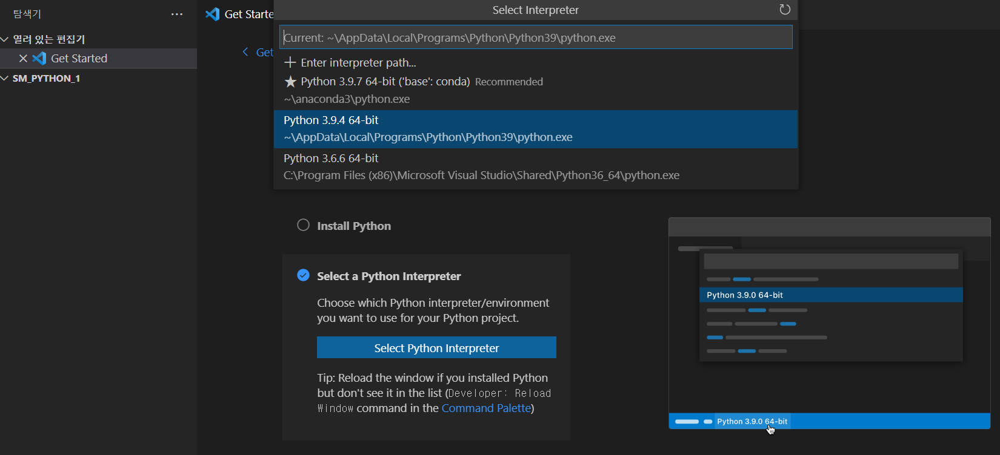 탐색기
···
열려 있는 편집기
Get Started
SM_PYTHON_1
Get Starte
Get
Select Interpreter
Current: ~\AppData\Local\Programs\Python\Python39\python.exe
Enter interpreter path...
Python 3.9.7 64-bit ('base': conda) Recommended
~\anaconda3\python.exe
Python 3.9.4 64-bit
~\AppData\Local\Programs\Python\Python39\python.exe
Python 3.6.6 64-bit
C:\Program Files (x86)\Microsoft Visual Studio\Shared\Python36_64\python.exe
Install Python
Select a Python Interpreter
Choose which Python interpreter/environment
you want to use for your Python project.
Select Python Interpreter
Tip: Reload the window if you installed Python
but don't see it in the list (Developer: Reload
Window command in the Command Palette)
Python 3.9.0 64-bit
Python 3.9.0 64-bit